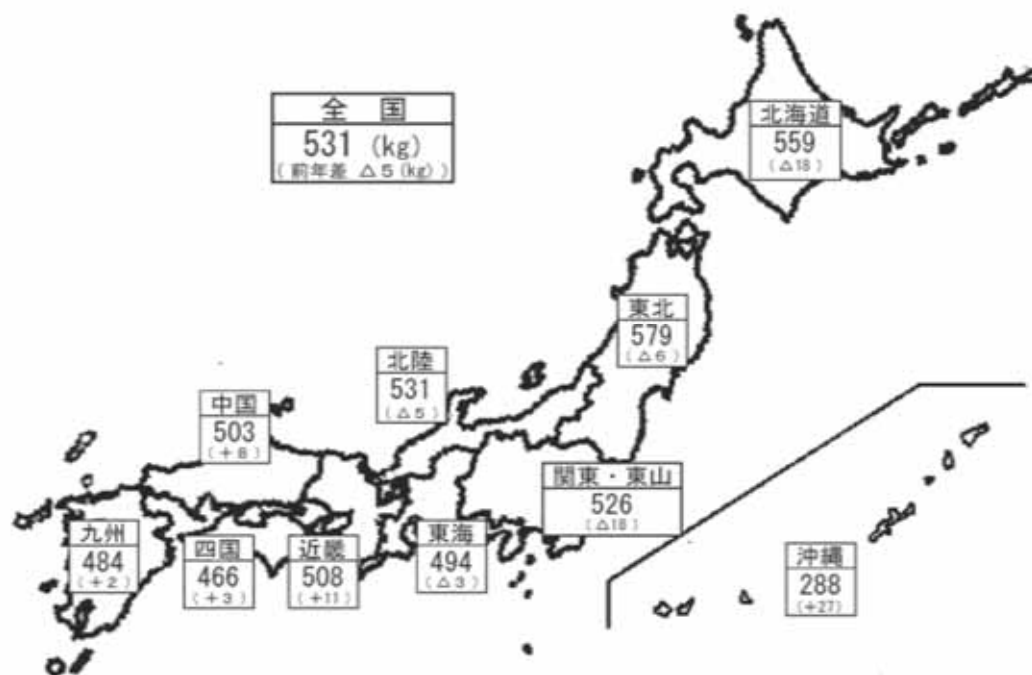 全 国
531 (kg)
( 前年差 △5(kg) )
北海道
559
(△18)
東北
579
(△6)
北陸
531
(△5)
中国
503
(+8)
関東・東山
526
(△18)
九州
484
(+2)
四国
466
(+3)
近畿
508
(+11)
東海
494
(△3)
沖縄
288
(+27)